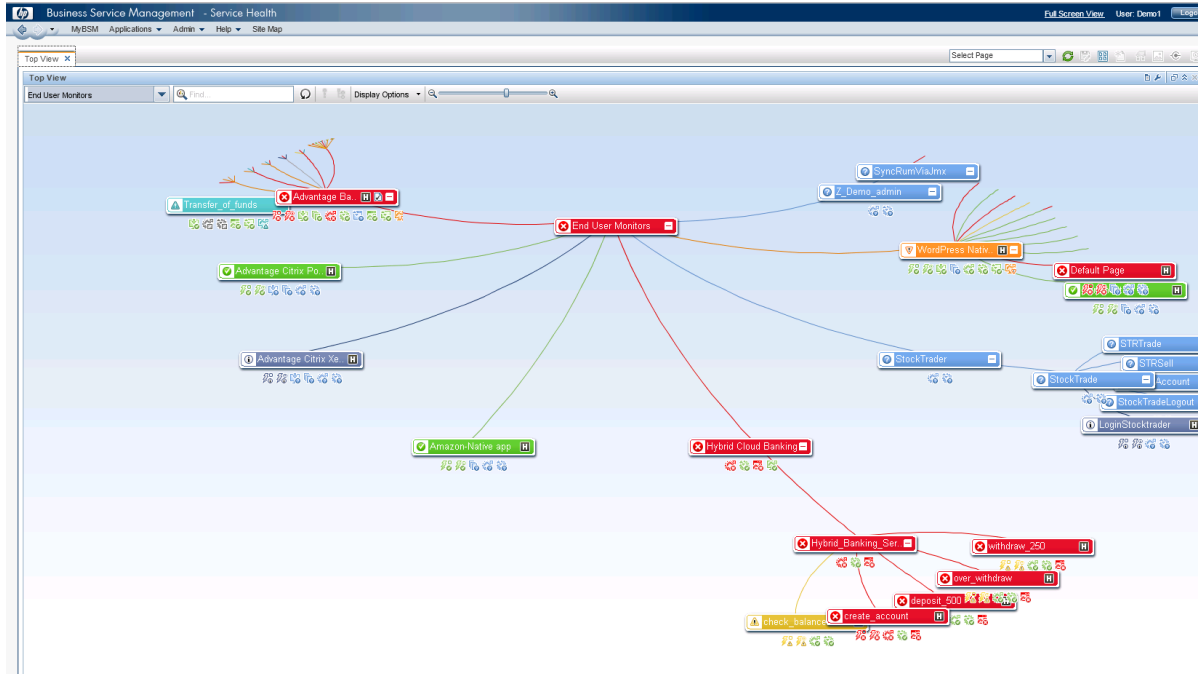 hp Business Service Management - Service Health
Full Screen View User: Demo1 Logo
MyBSM Applications Admin Help Site Map
Top View X
Select Page
Top View
End User Monitors Find... Display Options
SyncRumViaJmx
Z_Demo_admin
Advantage Ba.. H
Transfer_of_funds
End User Monitors
WordPress Nativ.. H
Advantage Citrix Po.. H
Default Page H
H
Advantage Citrix Xe.. H
StockTrader
STRTrade
STRSell
StockTrade
Account
StockTradeLogout
LoginStocktrader H
Amazon-Native app H
Hybrid Cloud Banking
Hybrid_Banking_Ser..
withdraw_250 H
over_withdraw H
deposit_500
create_account H
check_balance